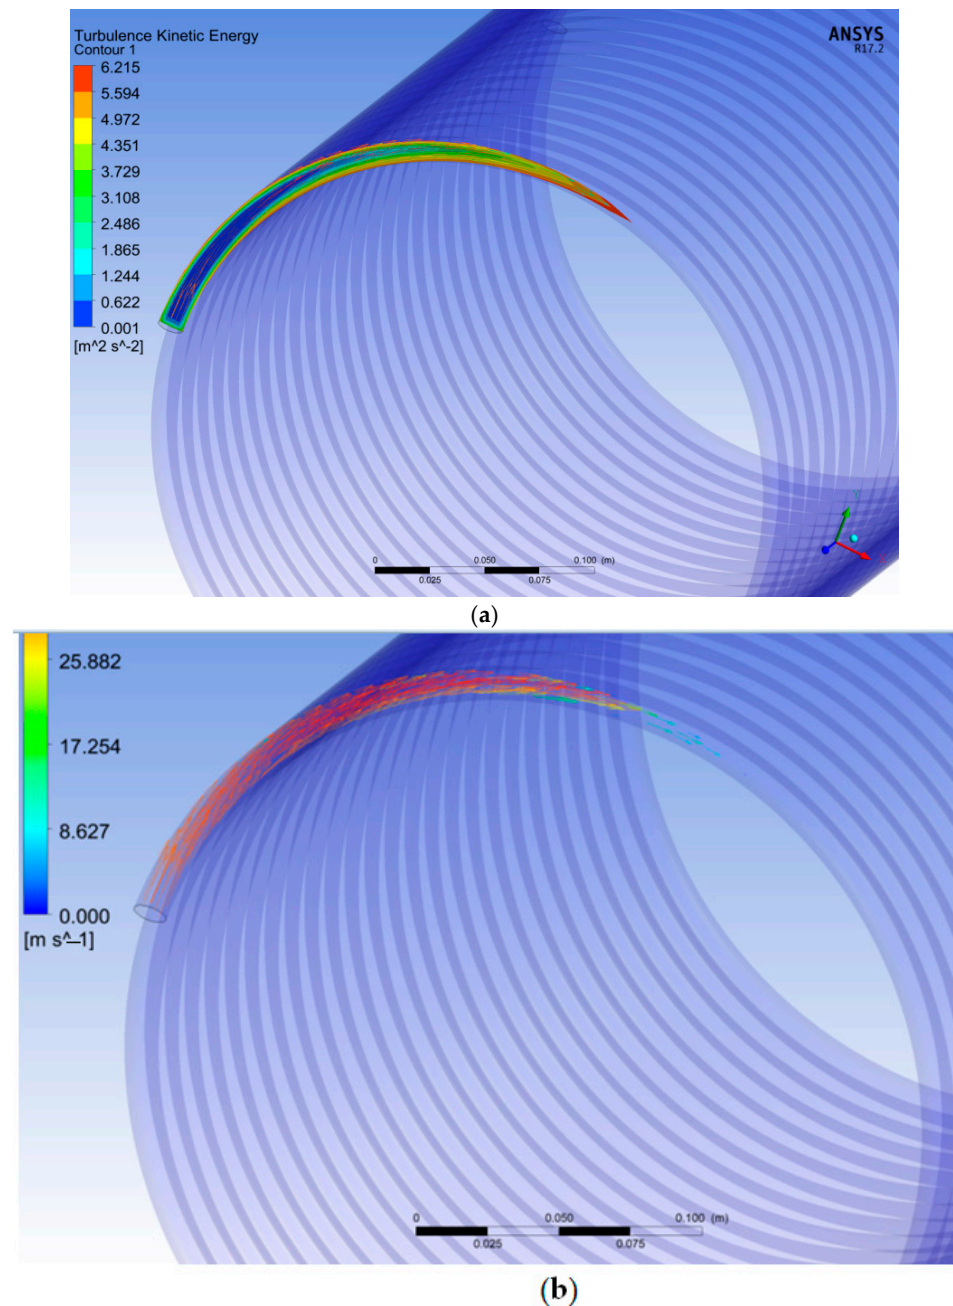 Turbulence Kinetic Energy
Contour 1
ANSYS
R17.2
6.215
5.594
4.972
4.351
3.729
3.108
2.486
1.865
1.244
0.622
0.001
[m^2 s^-2]
Y
0 0.050 0.100 (m)
0.025 0.075
(a)
25.882
17.254
8.627
0.000
[m s^-1]
0 0.050 0.100 (m)
0.025 0.075
(b)